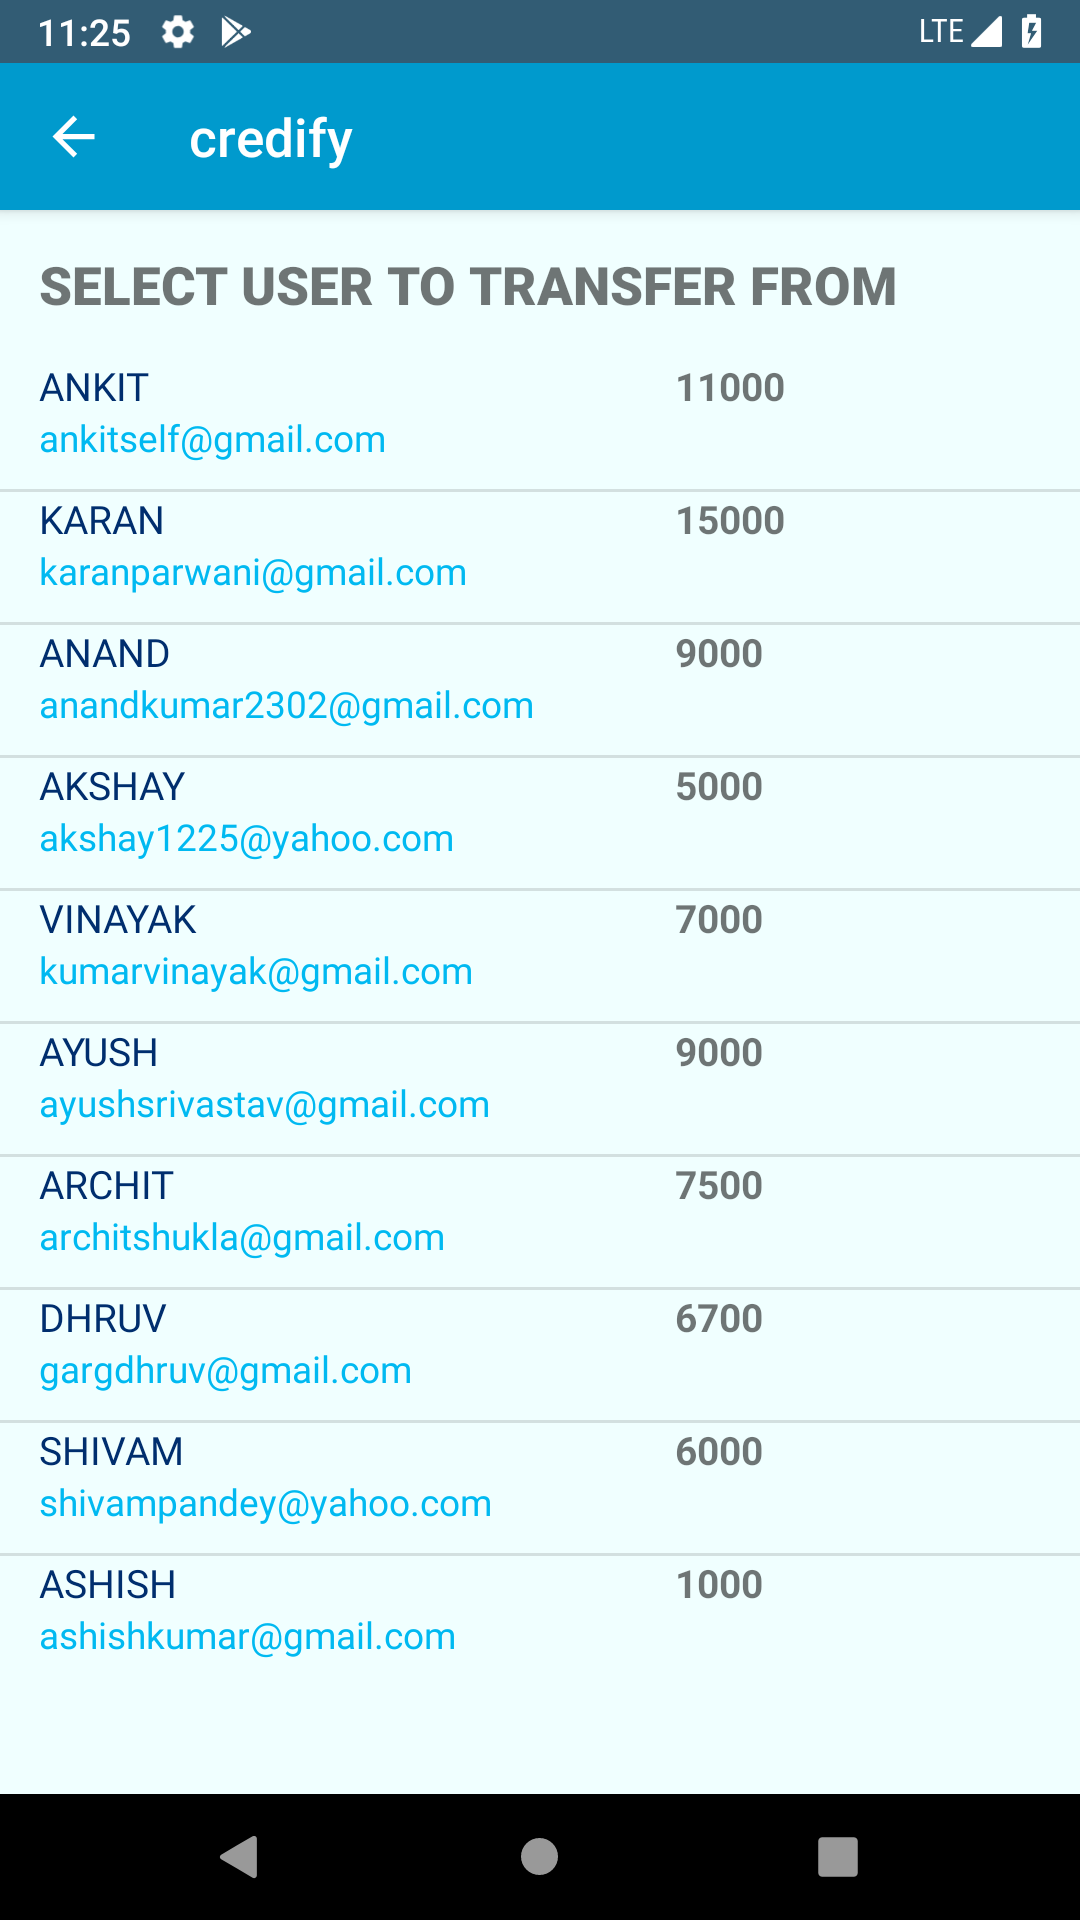 11:25 LTE
credify
SELECT USER TO TRANSFER FROM
ANKIT 11000
ankitself@gmail.com
KARAN 15000
karanparwani@gmail.com
ANAND 9000
anandkumar2302@gmail.com
AKSHAY 5000
akshay1225@yahoo.com
VINAYAK 7000
kumarvinayak@gmail.com
AYUSH 9000
ayushsrivastav@gmail.com
ARCHIT 7500
architshukla@gmail.com
DHRUV 6700
gargdhruv@gmail.com
SHIVAM 6000
shivampandey@yahoo.com
ASHISH 1000
ashishkumar@gmail.com